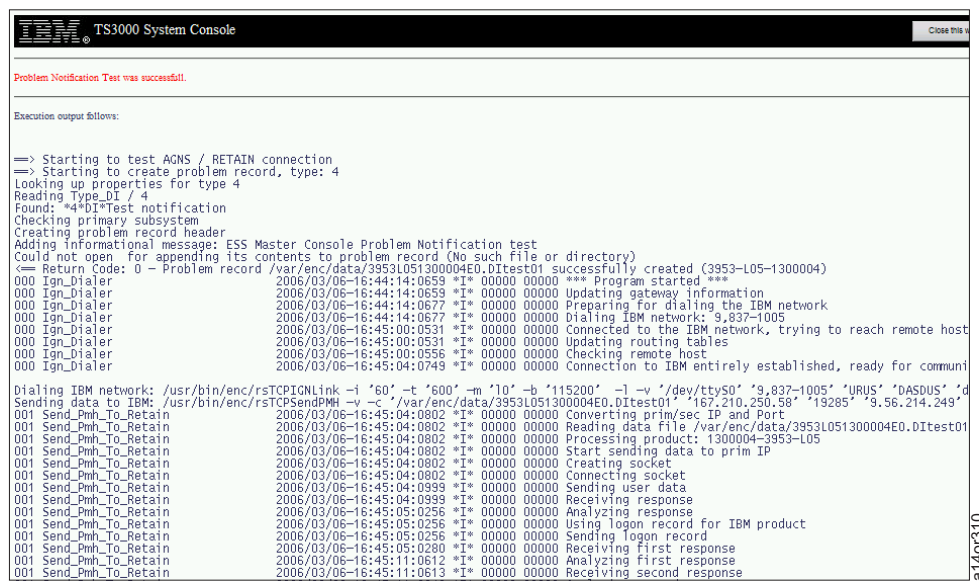 IBM® TS3000 System Console
Close this w
Problem Notification Test was successfull.
Execution output follows:
==> Starting to test AGNS / RETAIN connection
==> Starting to create problem record, type: 4
Looking up properties for type 4
Reading Type_DI / 4
Found: *4*DI*Test notification
Checking primary subsystem
Creating problem record header
Adding informational message: ESS Master Console Problem Notification test
Could not open  for appending its contents to problem record (No such file or directory)
<== Return Code: 0 - Problem record /var/enc/data/3953L051300004E0.DItest01 successfully created (3953-L05-1300004)
000 Ign_Dialer 2006/03/06-16:44:14:0659 *I* 00000 00000 *** Program started ***
000 Ign_Dialer 2006/03/06-16:44:14:0659 *I* 00000 00000 Updating gateway information
000 Ign_Dialer 2006/03/06-16:44:14:0677 *I* 00000 00000 Preparing for dialing the IBM network
000 Ign_Dialer 2006/03/06-16:44:14:0677 *I* 00000 00000 Dialing IBM network: 9,837-1005
000 Ign_Dialer 2006/03/06-16:45:00:0531 *I* 00000 00000 Connected to the IBM network, trying to reach remote host
000 Ign_Dialer 2006/03/06-16:45:00:0531 *I* 00000 00000 Updating routing tables
000 Ign_Dialer 2006/03/06-16:45:00:0556 *I* 00000 00000 Checking remote host
000 Ign_Dialer 2006/03/06-16:45:04:0749 *I* 00000 00000 Connection to IBM entirely established, ready for communi
Dialing IBM network: /usr/bin/enc/rsTCPIGNLink -i '60' -t '600' -m 'l0' -b '115200' -l -v '/dev/ttyS0' '9,837-1005' 'URUS' 'DASDUS' 'd
Sending data to IBM: /usr/bin/enc/rsTCPSendPMH -v -c '/var/enc/data/3953L051300004E0.DItest01' '167.210.250.58' '19285' '9.56.214.249'
001 Send_Pmh_To_Retain 2006/03/06-16:45:04:0802 *I* 00000 00000 Converting prim/sec IP and Port
001 Send_Pmh_To_Retain 2006/03/06-16:45:04:0802 *I* 00000 00000 Reading data file /var/enc/data/3953L051300004E0.DItest01
001 Send_Pmh_To_Retain 2006/03/06-16:45:04:0802 *I* 00000 00000 Processing product: 1300004-3953-L05
001 Send_Pmh_To_Retain 2006/03/06-16:45:04:0802 *I* 00000 00000 Start sending data to prim IP
001 Send_Pmh_To_Retain 2006/03/06-16:45:04:0802 *I* 00000 00000 Creating socket
001 Send_Pmh_To_Retain 2006/03/06-16:45:04:0802 *I* 00000 00000 Connecting socket
001 Send_Pmh_To_Retain 2006/03/06-16:45:04:0999 *I* 00000 00000 Sending user data
001 Send_Pmh_To_Retain 2006/03/06-16:45:04:0999 *I* 00000 00000 Receiving response
001 Send_Pmh_To_Retain 2006/03/06-16:45:05:0256 *I* 00000 00000 Analyzing response
001 Send_Pmh_To_Retain 2006/03/06-16:45:05:0256 *I* 00000 00000 Using logon record for IBM product
001 Send_Pmh_To_Retain 2006/03/06-16:45:05:0256 *I* 00000 00000 Sending logon record
001 Send_Pmh_To_Retain 2006/03/06-16:45:05:0280 *I* 00000 00000 Receiving first response
001 Send_Pmh_To_Retain 2006/03/06-16:45:11:0612 *I* 00000 00000 Analyzing first response
001 Send_Pmh_To_Retain 2006/03/06-16:45:11:0613 *I* 00000 00000 Receiving second response